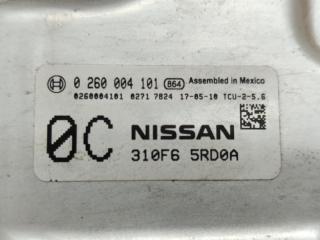 0 260 004 101 864 Assembled in Mexico
0260004101 0271 7824 17-05-10 TCU-2-5.6
0C NISSAN
310F6 5RD0A